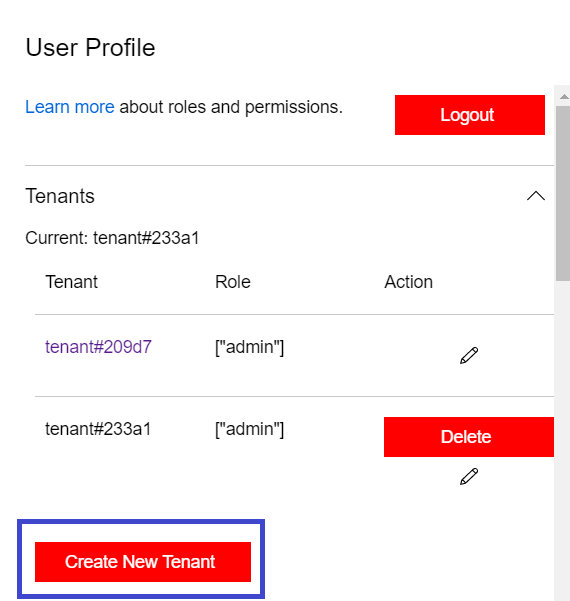 User Profile
Learn more about roles and permissions.
Logout
Tenants
Current: tenant#233a1
Tenant Role Action
tenant#209d7 ["admin"]
tenant#233a1 ["admin"] Delete
Create New Tenant